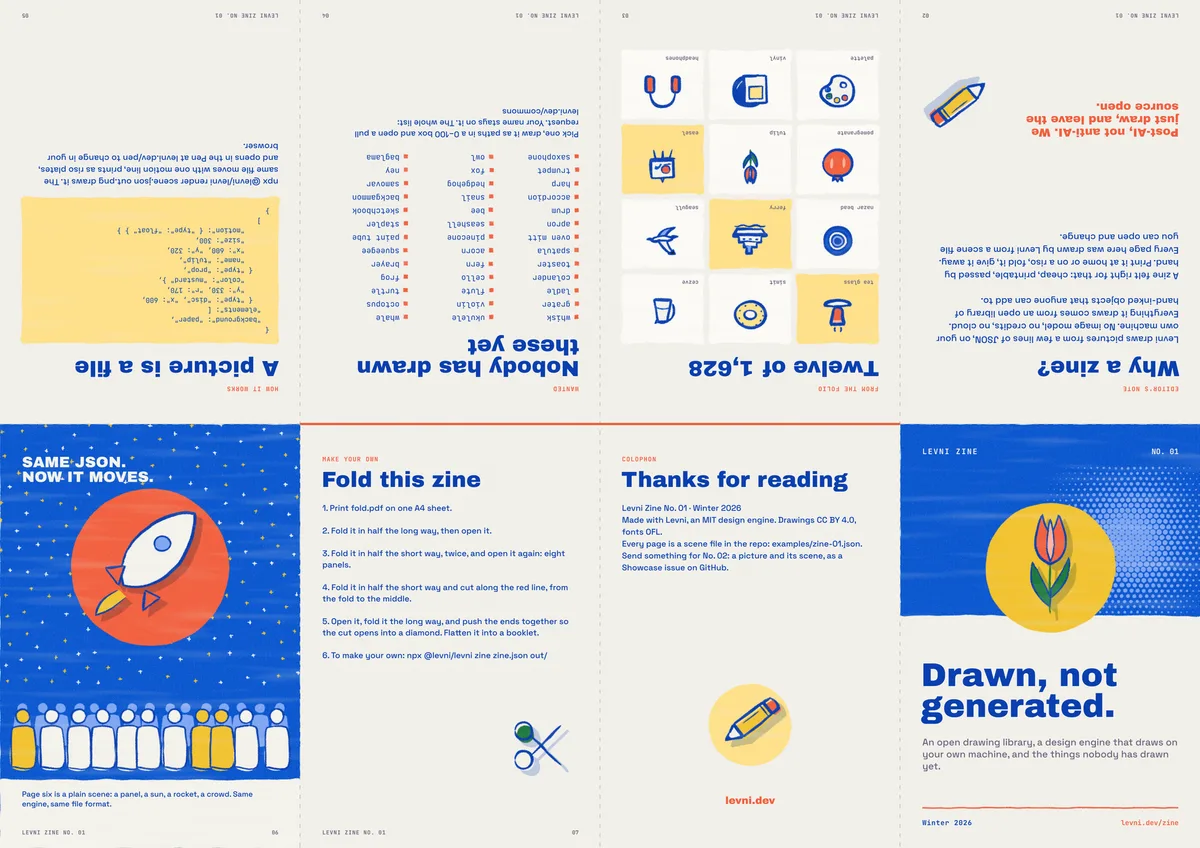 LEVNI ZINE NO. 01
05
HOW IT WORKS
A picture is a file
{
"background": "paper",
"elements": [
{ "type": "disc", "x": 600,
"y": 330, "r": 170,
"color": "mustard" },
{ "type": "prop",
"name": "tulip",
"x": 600, "y": 320,
"size": 300,
"motion": { "type": "float" } }
]
}
npx @levni/levni render scene.json out.png draws it. The
same file moves with one motion line, prints as riso plates,
and opens in the Pen at levni.dev/pen to change in your
browser.
LEVNI ZINE NO. 01
04
WANTED
Nobody has drawn
these yet
whisk
grater
ladle
colander
toaster
spatula
oven mitt
apron
drum
accordion
harp
trumpet
saxophone
ukulele
violin
flute
cello
fern
acorn
pinecone
seashell
bee
snail
hedgehog
fox
owl
whale
octopus
turtle
frog
brayer
squeegee
paint tube
stapler
sketchbook
backgammon
samovar
ney
baglama
Pick one, draw it as paths in a 0–100 box and open a pull
request. Your name stays on it. The whole list:
levni.dev/commons
LEVNI ZINE NO. 01
03
FROM THE FOLIO
Twelve of 1,628
tea glass
simit
cezve
nazar bead
ferry
seagull
pomegranate
tulip
easel
palette
vinyl
headphones
LEVNI ZINE NO. 01
02
EDITOR'S NOTE
Why a zine?
Levni draws pictures from a few lines of JSON, on your
own machine. No image model, no credits, no cloud.
Everything it draws comes from an open library of
hand-inked objects that anyone can add to.
A zine felt right for that: cheap, printable, passed by
hand. Print it at home or on a riso, fold it, give it away.
Every page here was drawn by Levni from a scene file
you can open and change.
Post-AI, not anti-AI. We
just draw, and leave the
source open.
SAME JSON.
NOW IT MOVES.
Page six is a plain scene: a panel, a sun, a rocket, a crowd. Same
engine, same file format.
LEVNI ZINE NO. 01
06
MAKE YOUR OWN
Fold this zine
1. Print fold.pdf on one A4 sheet.
2. Fold it in half the long way, then open it.
3. Fold it in half the short way, twice, and open it again: eight
panels.
4. Fold it in half the short way and cut along the red line, from
the fold to the middle.
5. Open it, fold it the long way, and push the ends together so
the cut opens into a diamond. Flatten it into a booklet.
6. To make your own: npx @levni/levni zine zine.json out/
LEVNI ZINE NO. 01
07
COLOPHON
Thanks for reading
Levni Zine No. 01 · Winter 2026
Made with Levni, an MIT design engine. Drawings CC BY 4.0,
fonts OFL.
Every page is a scene file in the repo: examples/zine-01.json.
Send something for No. 02: a picture and its scene, as a
Showcase issue on GitHub.
levni.dev
LEVNI ZINE
NO. 01
Drawn, not
generated.
An open drawing library, a design engine that draws on
your own machine, and the things nobody has drawn
yet.
Winter 2026
levni.dev/zine